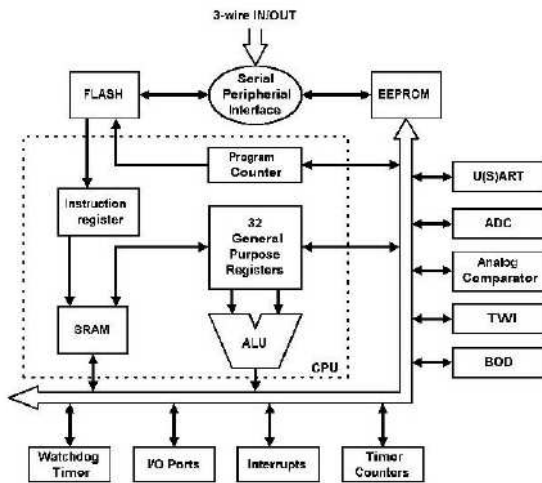 3-wire IN/OUT
FLASH
Serial
Peripherial
Interface
EEPROM
Program
Counter
U(S)ART
Instruction
register
32
General
Purpose
Registers
ADC
Analog
Comparator
SRAM
ALU
TWI
CPU
BOD
Watchdog
Timer
I/O Ports
Interrupts
Timer
Counters